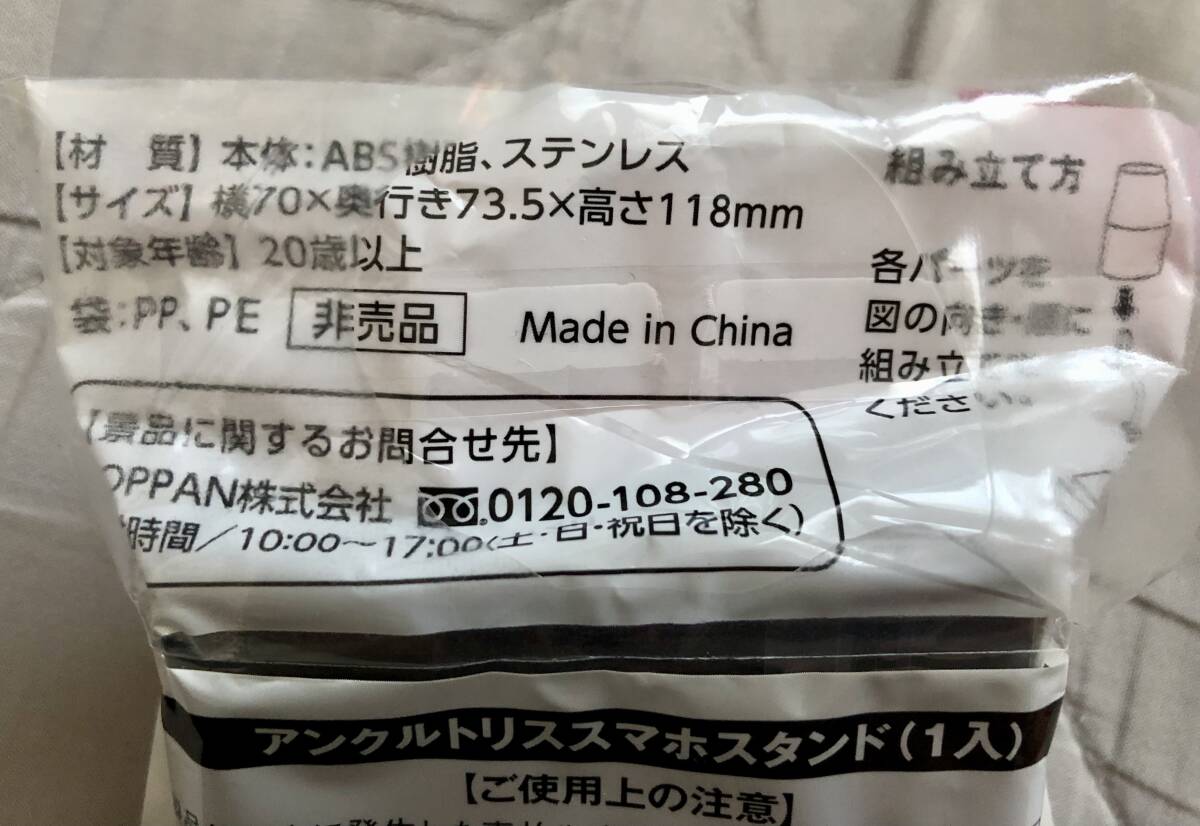 【材 質】本体:ABS樹脂、ステンレス
【サイズ】横70×奥行き73.5×高さ118mm
【対象年齢】20歳以上
袋:PP、PE 非売品 Made in China
組み立て方
各パーツを
図の向き・順に
組み立
ください。
【景品に関するお問合せ先】
OPPAN株式会社 0120-108-280
時間/10:00~17:00(土・日・祝日を除く)
アンクルトリススマホスタンド(1入)
【ご使用上の注意】